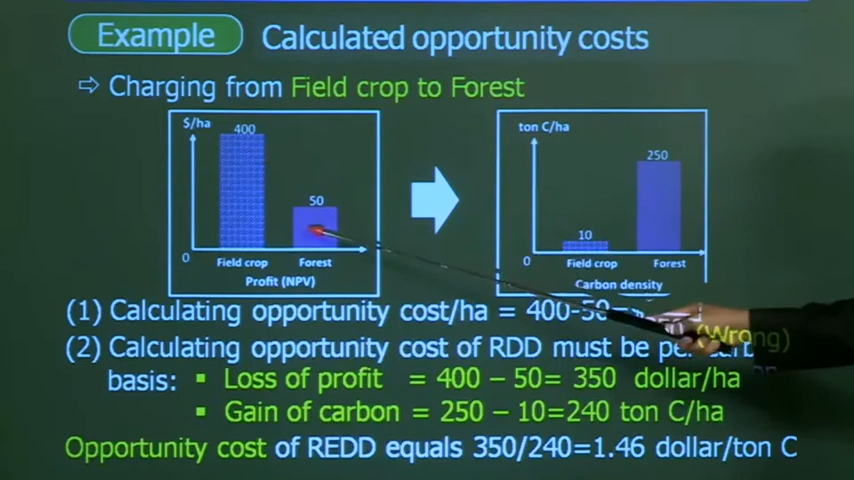 Example
Calculated opportunity costs
⇨ Charging from Field crop to Forest
$/ha
400
50
0
Field crop
Forest
Profit (NPV)
ton C/ha
250
10
0
Field crop
Forest
Carbon density
(1) Calculating opportunity cost/ha = 400-50= (Wrong)
(2) Calculating opportunity cost of RDD must be
basis: ▪ Loss of profit = 400 – 50= 350 dollar/ha
▪ Gain of carbon = 250 – 10=240 ton C/ha
Opportunity cost of REDD equals 350/240=1.46 dollar/ton C